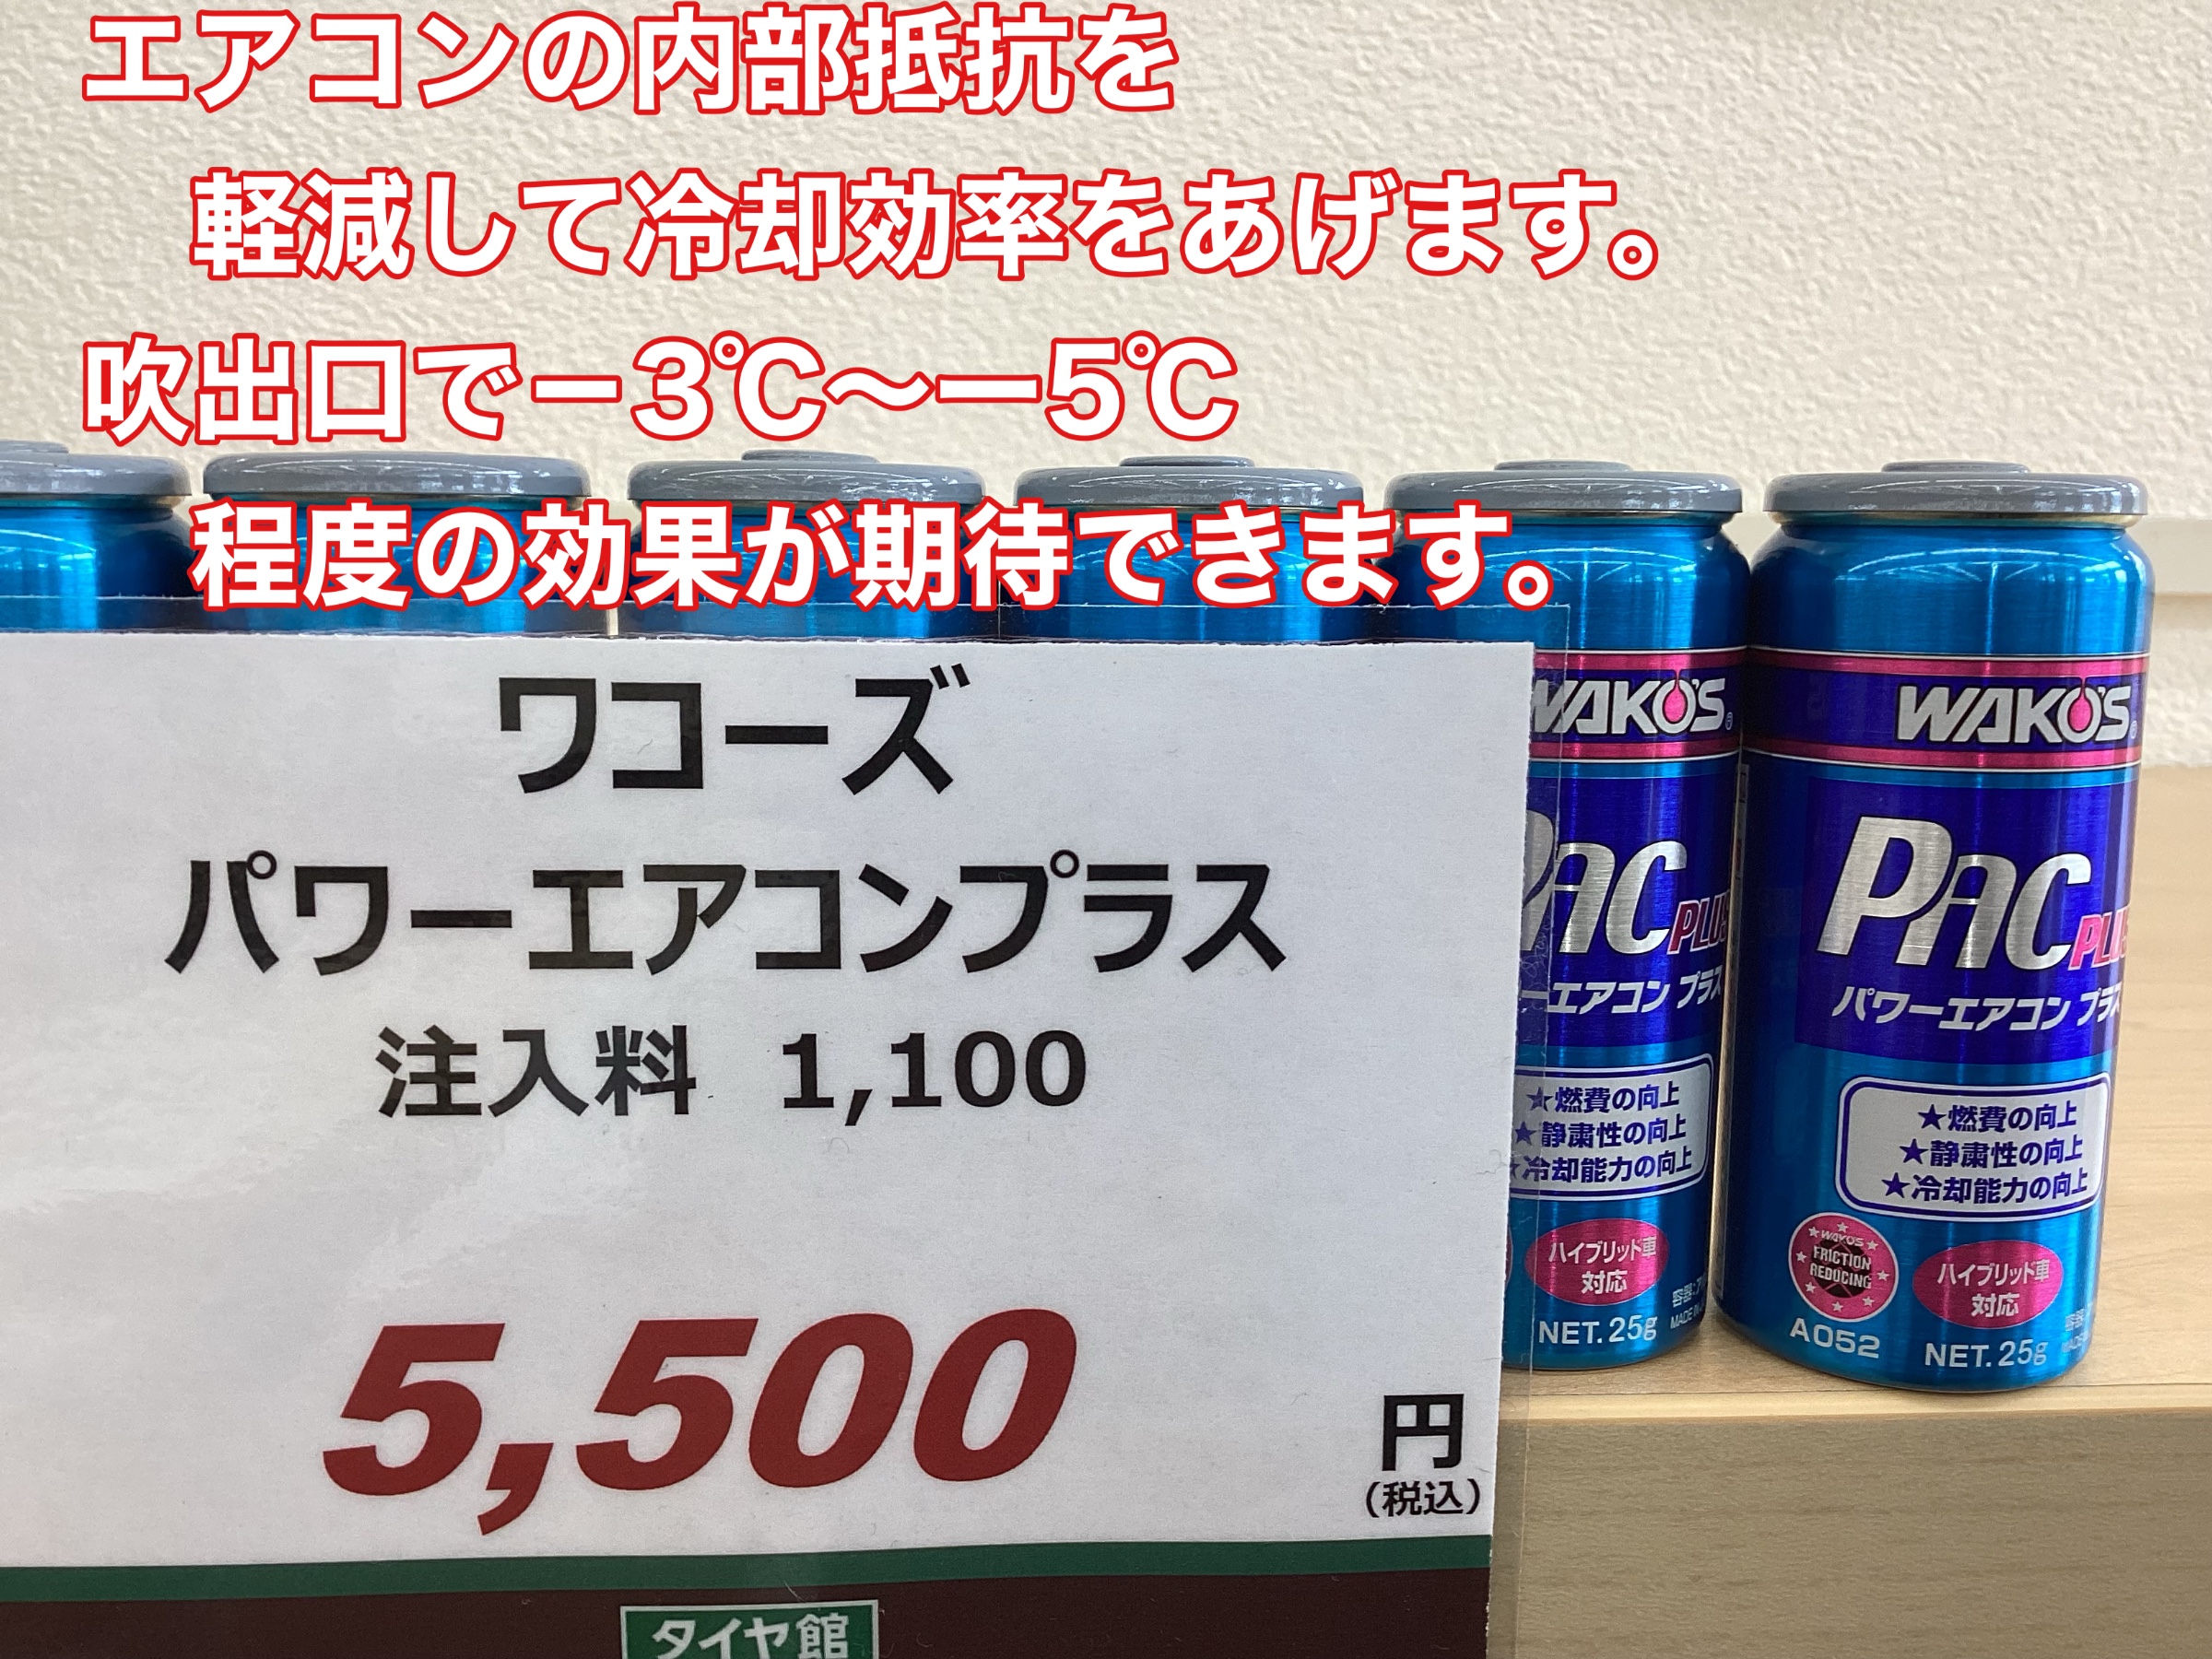 エアコンの内部抵抗を
軽減して冷却効率をあげます。
吹出口で－3℃〜ー5℃
程度の効果が期待できます。
ワコーズ
パワーエアコンプラス
注入料 1,100
5,500
円
(税込)
タイヤ館
WAKO'S
PAC PLUS
ーエアコン プラス
★燃費の向上
★静粛性の向上
★冷却能力の向上
ハイブリッド車
対応
NET. 25g
WAKO'S
PAC
パワーエアコン プラス
★燃費の向上
★静粛性の向上
★冷却能力の向上
WAKO'S
FRICTION
REDUCING
A052
ハイブリッド車
対応
NET. 25g